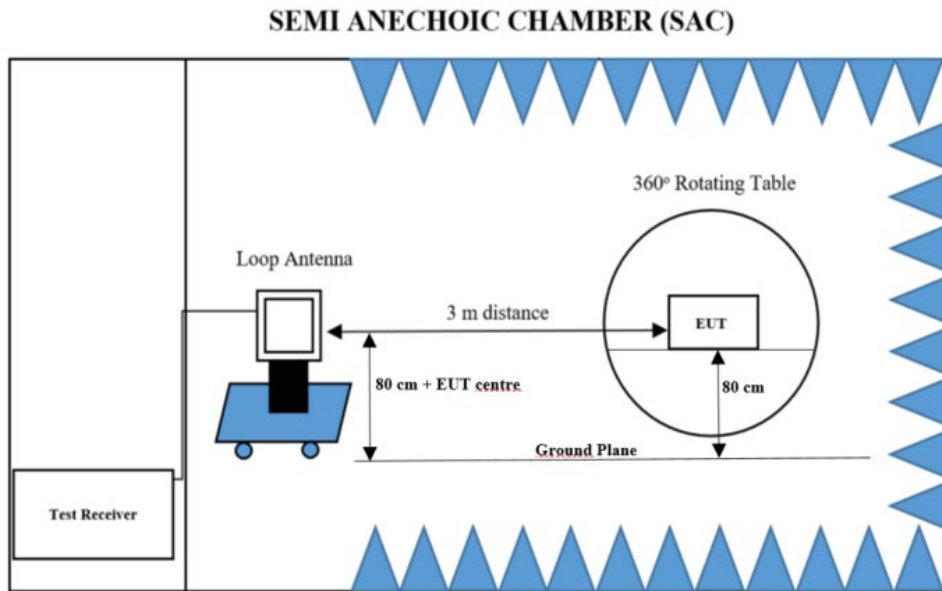 SEMI ANECHOIC CHAMBER (SAC)
360° Rotating Table
Loop Antenna
3 m distance
EUT
80 cm + EUT centre
80 cm
Ground Plane
Test Receiver